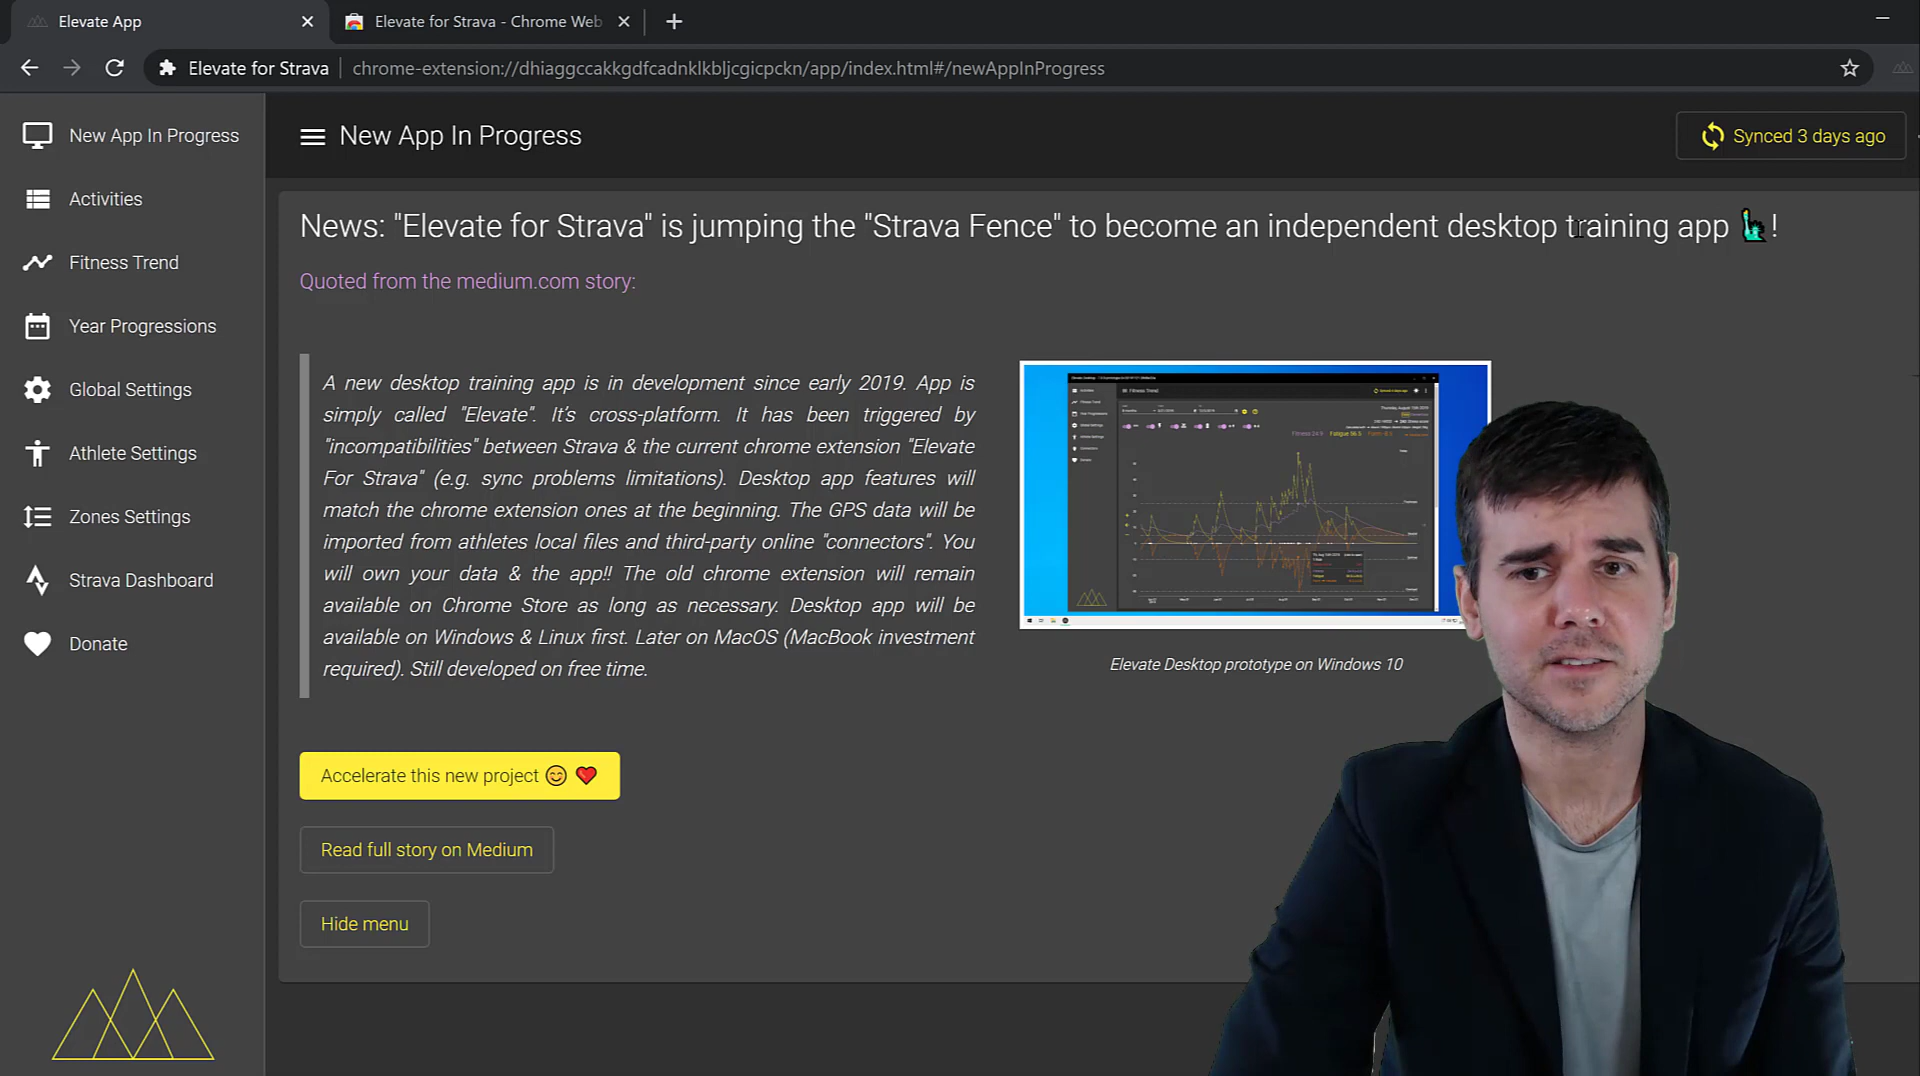 Elevate App
Elevate for Strava - Chrome Web
Elevate for Strava
chrome-extension://dhiaggccakkgdfcadnklkbljcgicpckn/app/index.html#/newAppInProgress
New App In Progress
Activities
Fitness Trend
Year Progressions
Global Settings
Athlete Settings
Zones Settings
Strava Dashboard
Donate
New App In Progress
Synced 3 days ago
News: "Elevate for Strava" is jumping the "Strava Fence" to become an independent desktop training app 🗽!
Quoted from the medium.com story:
A new desktop training app is in development since early 2019. App is
simply called "Elevate". It's cross-platform. It has been triggered by
"incompatibilities" between Strava & the current chrome extension "Elevate
For Strava" (e.g. sync problems limitations). Desktop app features will
match the chrome extension ones at the beginning. The GPS data will be
imported from athletes local files and third-party online "connectors". You
will own your data & the app!! The old chrome extension will remain
available on Chrome Store as long as necessary. Desktop app will be
available on Windows & Linux first. Later on MacOS (MacBook investment
required). Still developed on free time.
Elevate Desktop prototype on Windows 10
Accelerate this new project 😊 ❤️
Read full story on Medium
Hide menu